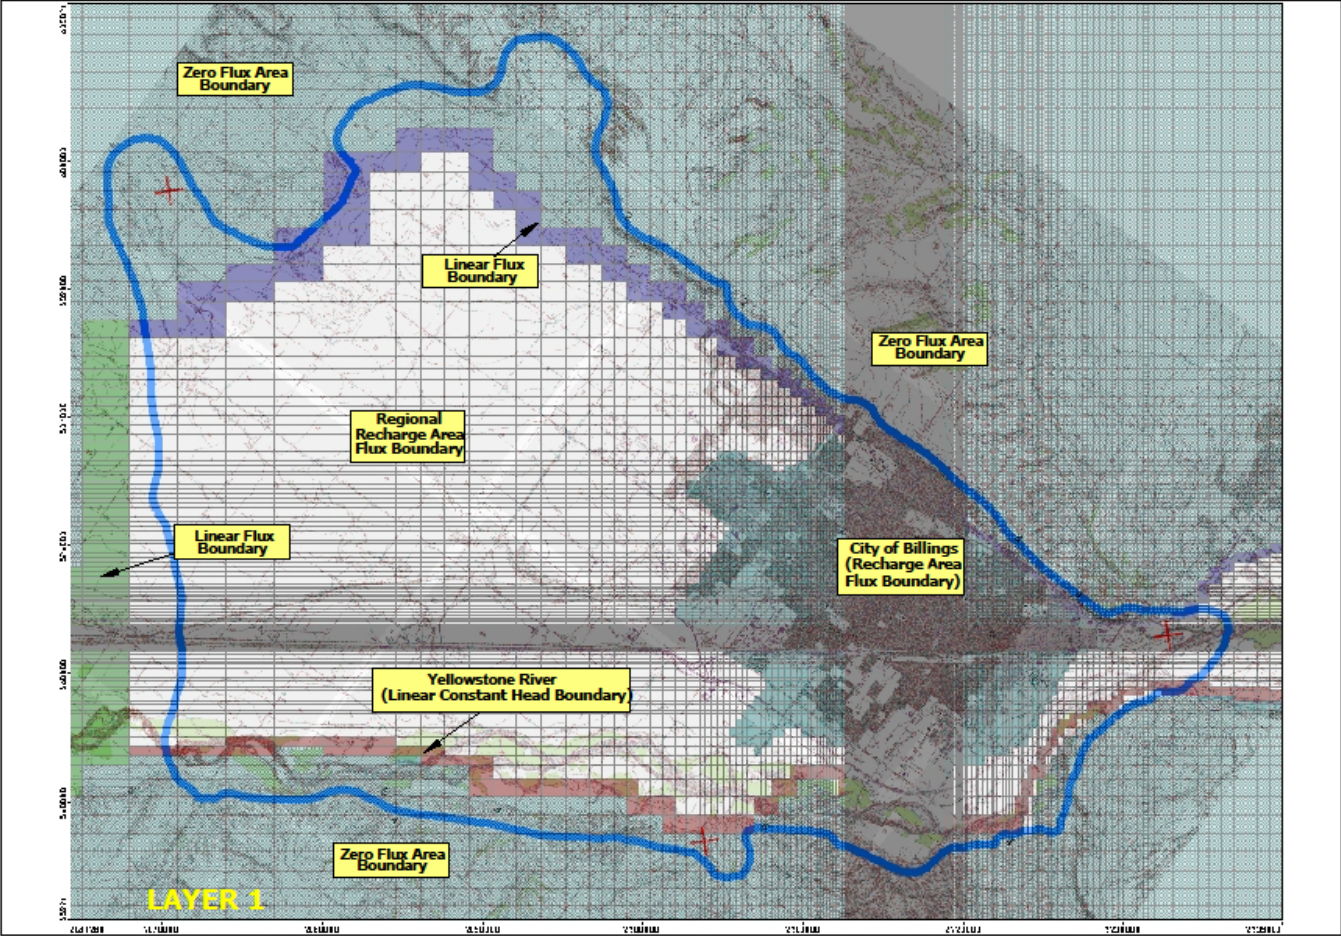 Zero Flux Area
Boundary
Linear Flux
Boundary
Zero Flux Area
Boundary
Regional
Recharge Area
Flux Boundary
Linear Flux
Boundary
City of Billings
(Recharge Area
Flux Boundary)
Yellowstone River
(Linear Constant Head Boundary)
Zero Flux Area
Boundary
LAYER 1